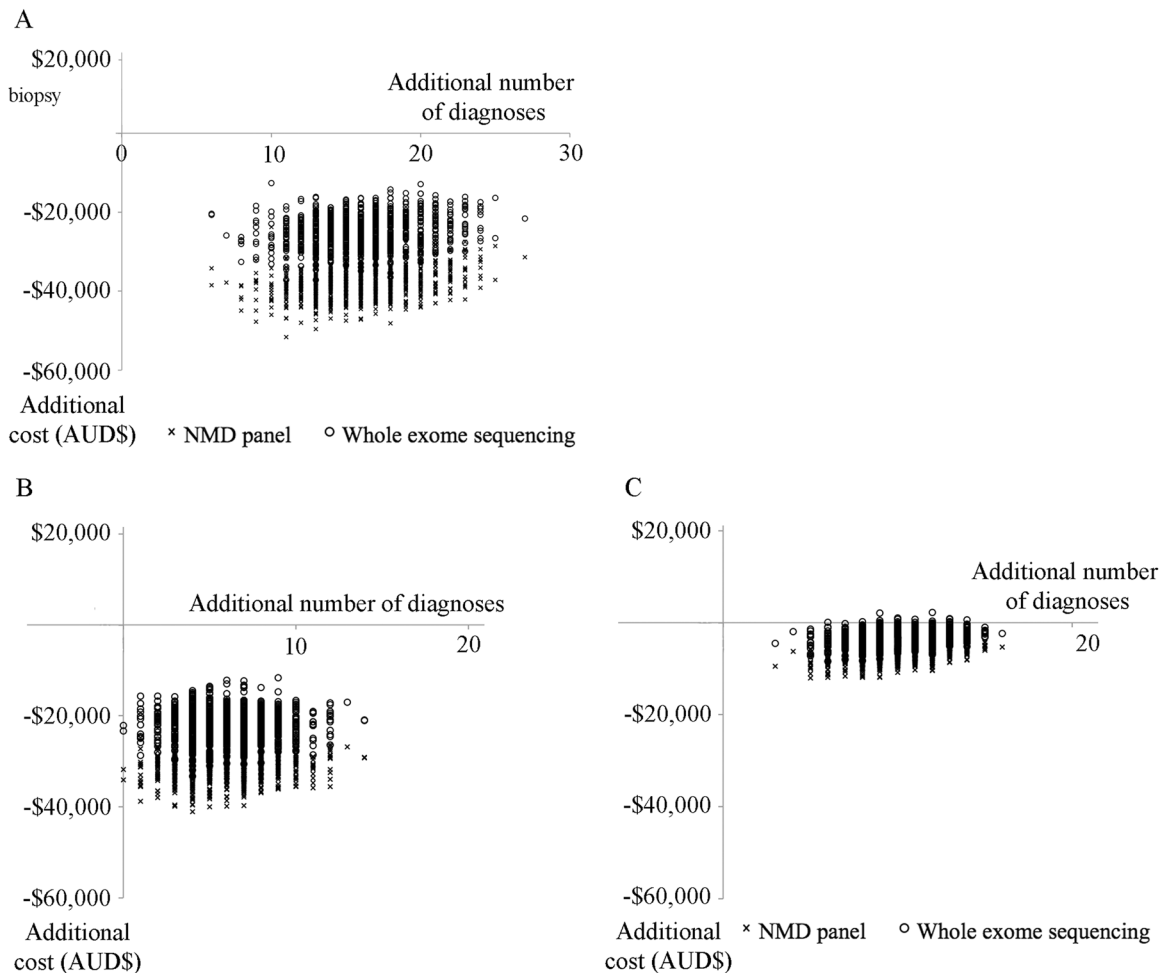 A
$20,000
biopsy
Additional number
of diagnoses
0
10
20
30
-$20,000
-$40,000
-$60,000
Additional
cost (AUD$)
× NMD panel
○ Whole exome sequencing
B
$20,000
Additional number of diagnoses
10
20
-$20,000
-$40,000
-$60,000
Additional
cost (AUD$)
C
$20,000
Additional number
of diagnoses
20
-$20,000
-$40,000
-$60,000
Additional
cost (AUD$)
× NMD panel
○ Whole exome sequencing